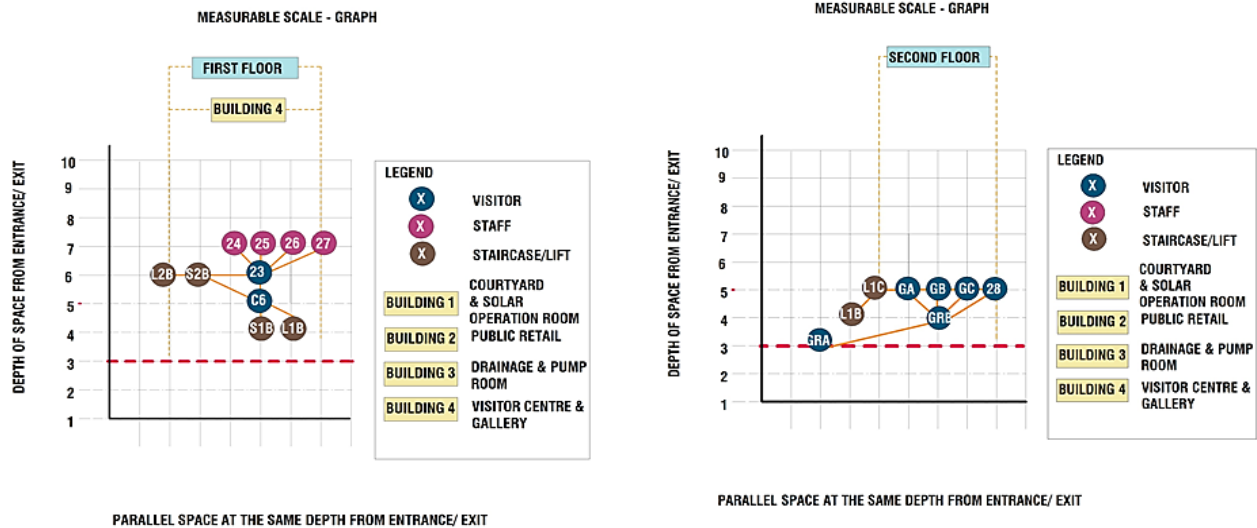 MEASURABLE SCALE - GRAPH
FIRST FLOOR
BUILDING 4
DEPTH OF SPACE FROM ENTRANCE/ EXIT
10
9
8
7
6
5
4
3
2
1
24 25 26 27
L2B S2B 23
C6
S1B L1B
LEGEND
X VISITOR
X STAFF
X STAIRCASE/LIFT
BUILDING 1 COURTYARD
& SOLAR
OPERATION ROOM
BUILDING 2 PUBLIC RETAIL
BUILDING 3 DRAINAGE & PUMP
ROOM
BUILDING 4 VISITOR CENTRE &
GALLERY
PARALLEL SPACE AT THE SAME DEPTH FROM ENTRANCE/ EXIT
MEASURABLE SCALE - GRAPH
SECOND FLOOR
DEPTH OF SPACE FROM ENTRANCE/ EXIT
10
9
8
7
6
5
4
3
2
1
L1C GA GB GC 28
L1B GRB
GRA
LEGEND
X VISITOR
X STAFF
X STAIRCASE/LIFT
BUILDING 1 COURTYARD
& SOLAR
OPERATION ROOM
BUILDING 2 PUBLIC RETAIL
BUILDING 3 DRAINAGE & PUMP
ROOM
BUILDING 4 VISITOR CENTRE &
GALLERY
PARALLEL SPACE AT THE SAME DEPTH FROM ENTRANCE/ EXIT